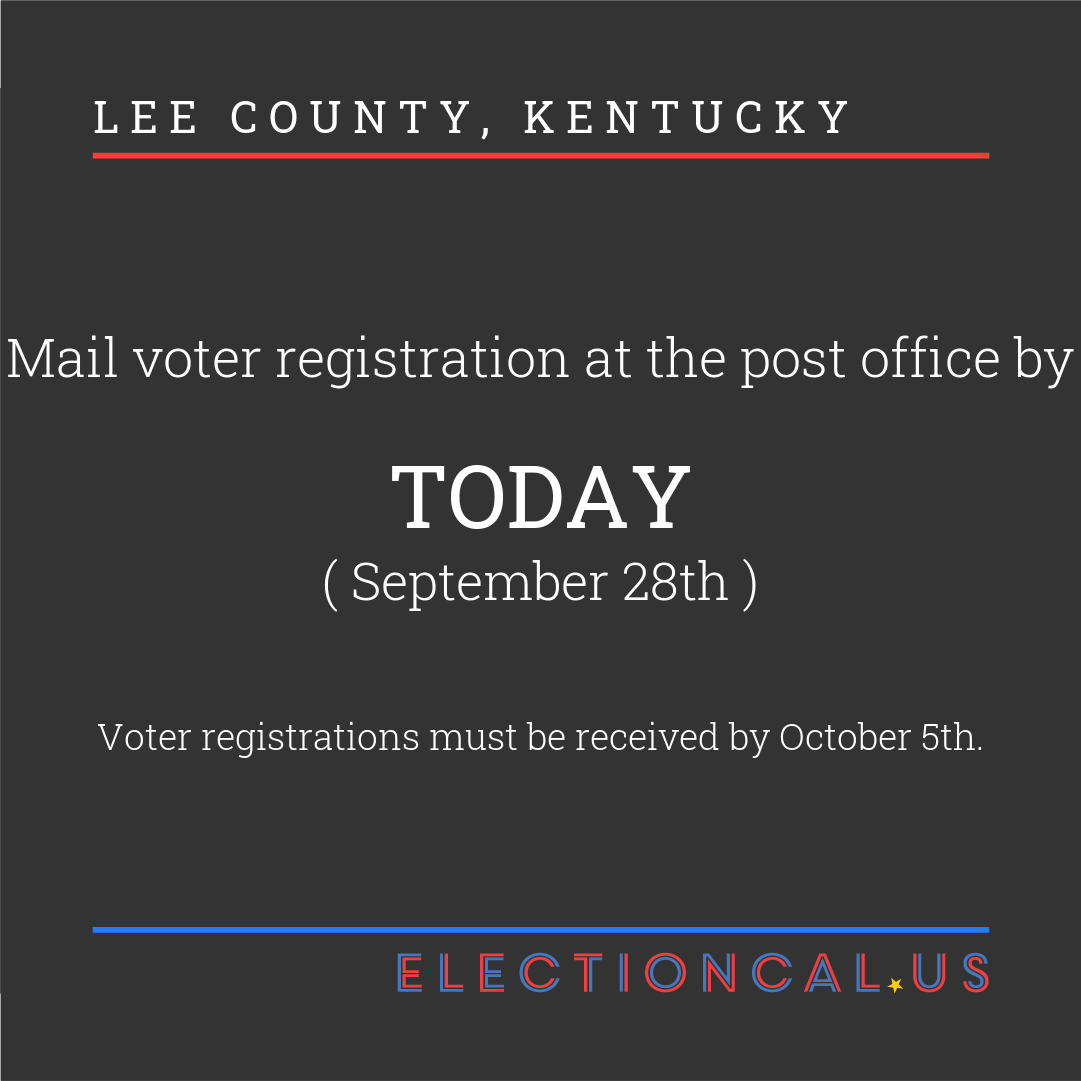 LEE COUNTY, KENTUCKY
Mail voter registration at the post office by
TODAY
( September 28th )
Voter registrations must be received by October 5th.
ELECTIONCAL.US